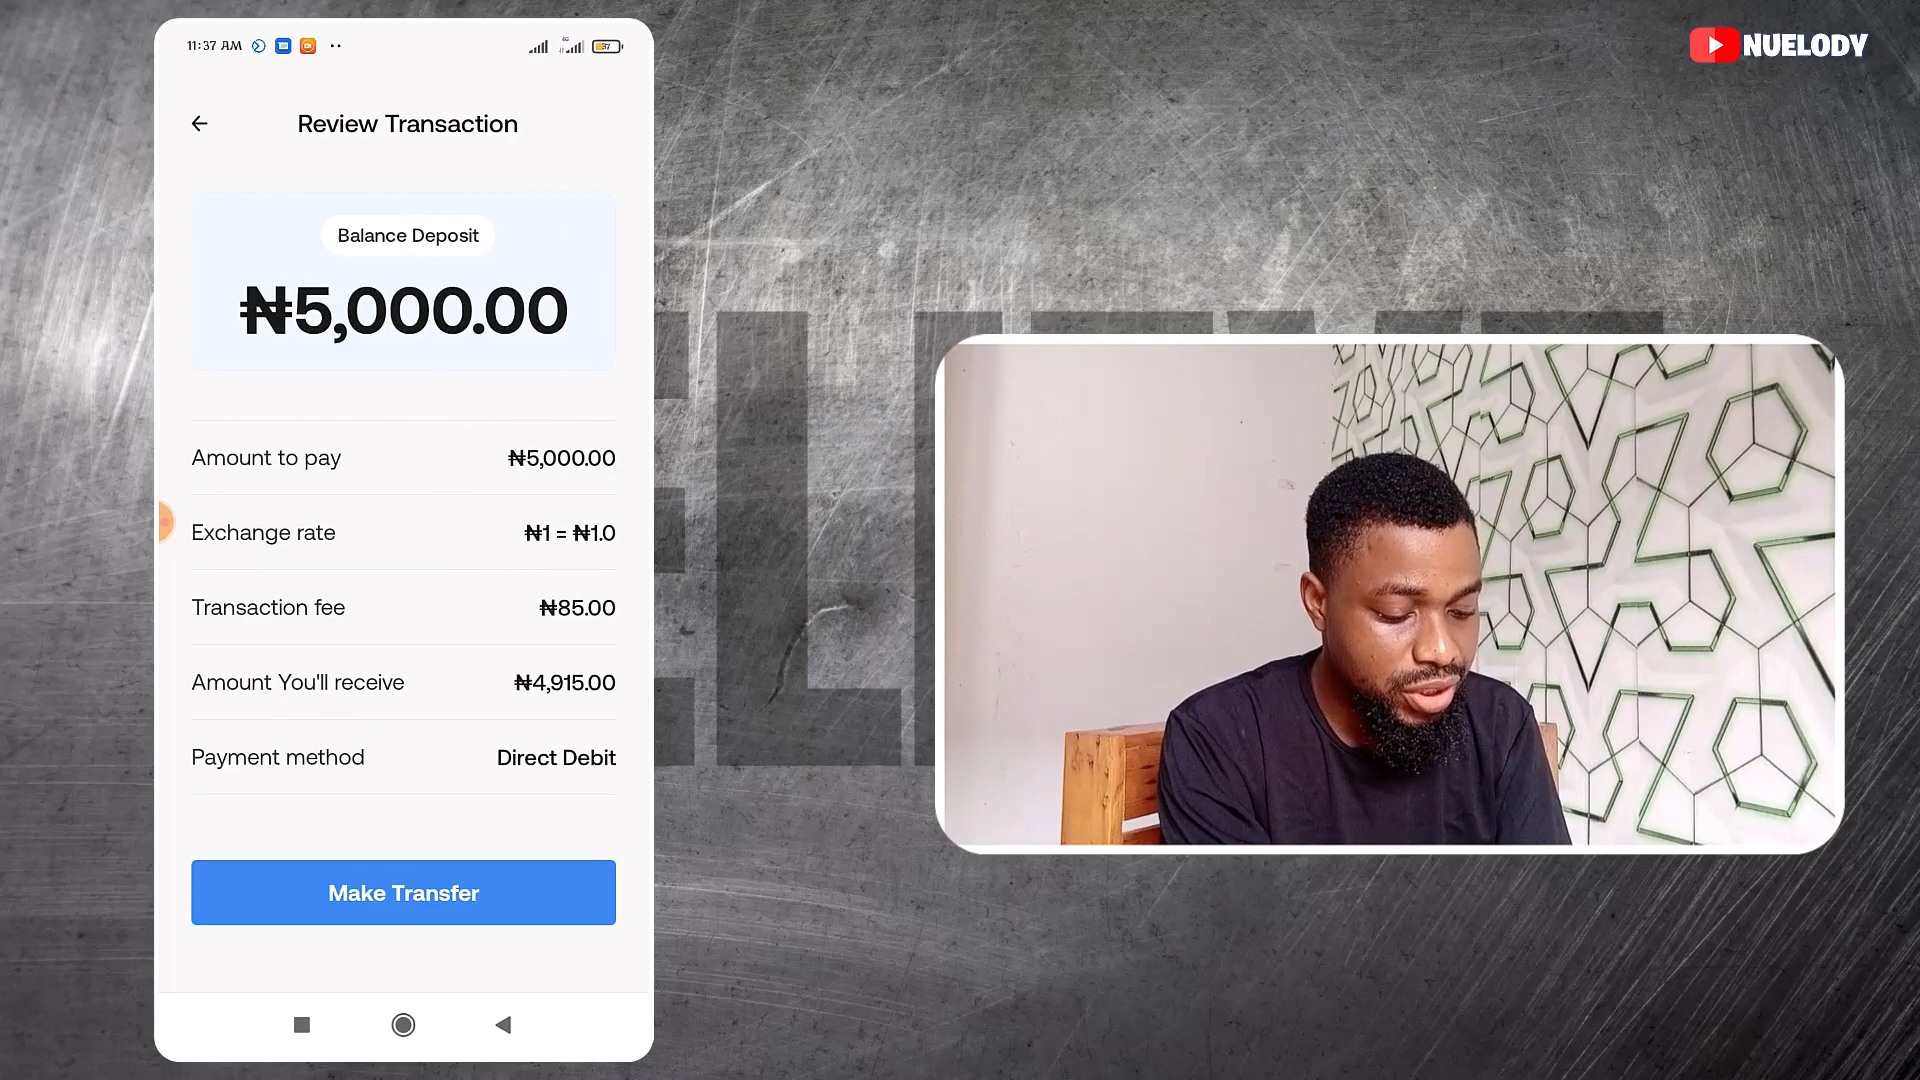 11:37 AM
4G
37
NUELODY
Review Transaction
Balance Deposit
₦5,000.00
Amount to pay ₦5,000.00
Exchange rate ₦1 = ₦1.0
Transaction fee ₦85.00
Amount You'll receive ₦4,915.00
Payment method Direct Debit
Make Transfer